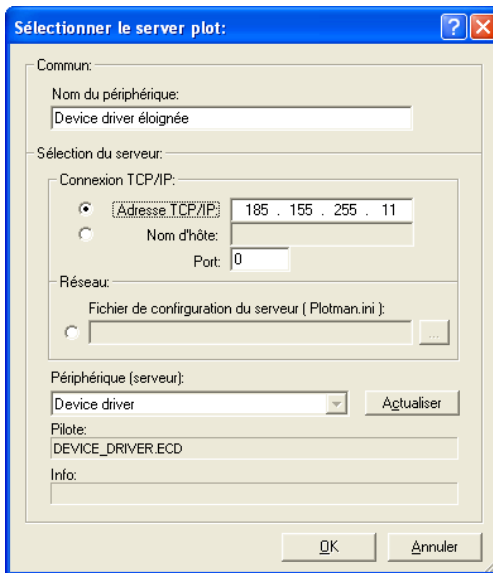 Sélectionner le server plot:
Commun:
Nom du périphérique:
Device driver éloignée
Sélection du serveur:
Connexion TCP/IP:
Adresse TCP/IP: 185 . 155 . 255 . 11
Nom d'hôte:
Port: 0
Réseau:
Fichier de confirguration du serveur ( Plotman.ini ):
...
Périphérique (serveur):
Device driver Actualiser
Pilote:
DEVICE_DRIVER.ECD
Info:
OK Annuler